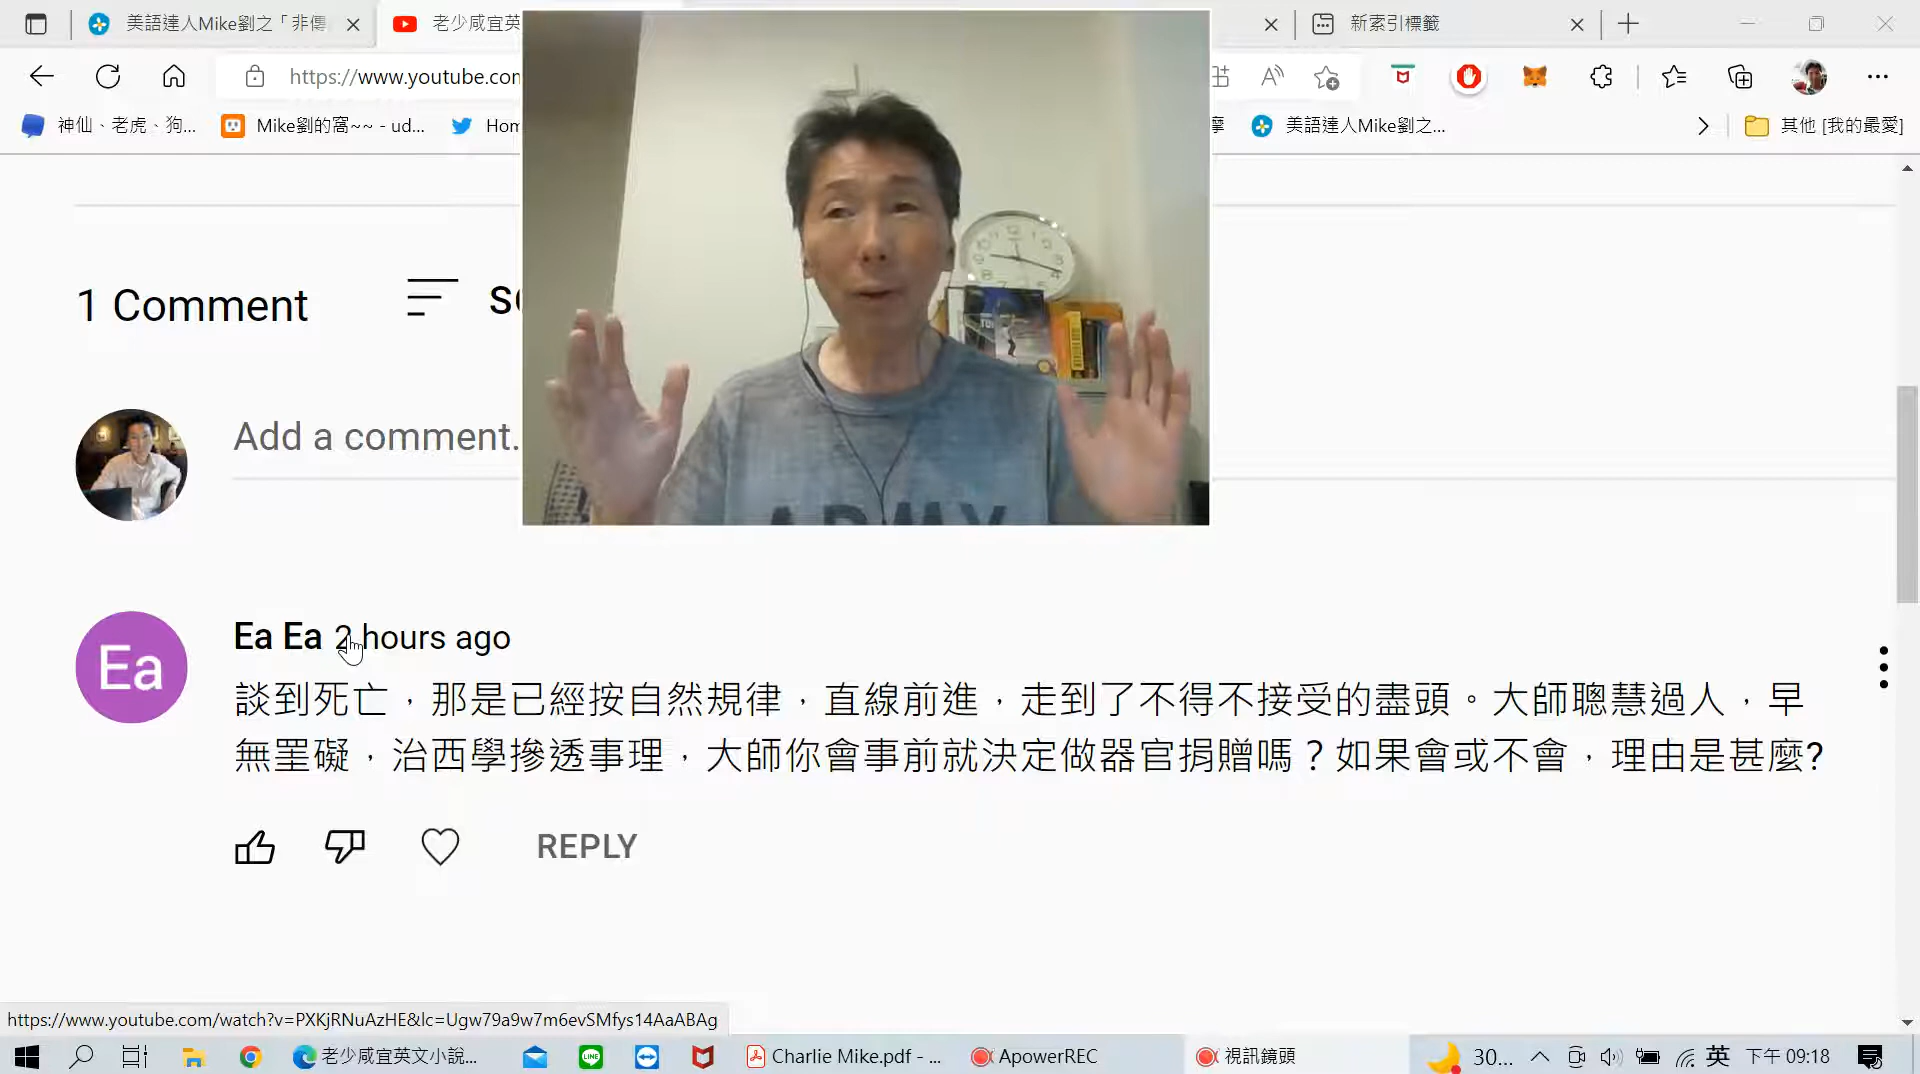 美語達人Mike劉之「非傳
老少咸宜英
新索引標籤
https://www.youtube.com
神仙、老虎、狗...
Mike劉的窩~~ - ud...
Hom
摩
美語達人Mike劉之...
其他 [我的最愛]
1 Comment
SO
Add a comment.
ARMY
Ea
Ea Ea 2 hours ago
談到死亡，那是已經按自然規律，直線前進，走到了不得不接受的盡頭。大師聰慧過人，早
無罣礙，治西學摻透事理，大師你會事前就決定做器官捐贈嗎？如果會或不會，理由是甚麼?
REPLY
https://www.youtube.com/watch?v=PXKjRNuAzHE&lc=Ugw79a9w7m6evSMfys14AaABAg
老少咸宜英文小說...
LINE
Charlie Mike.pdf - ...
ApowerREC
視訊鏡頭
30...
英
下午 09:18